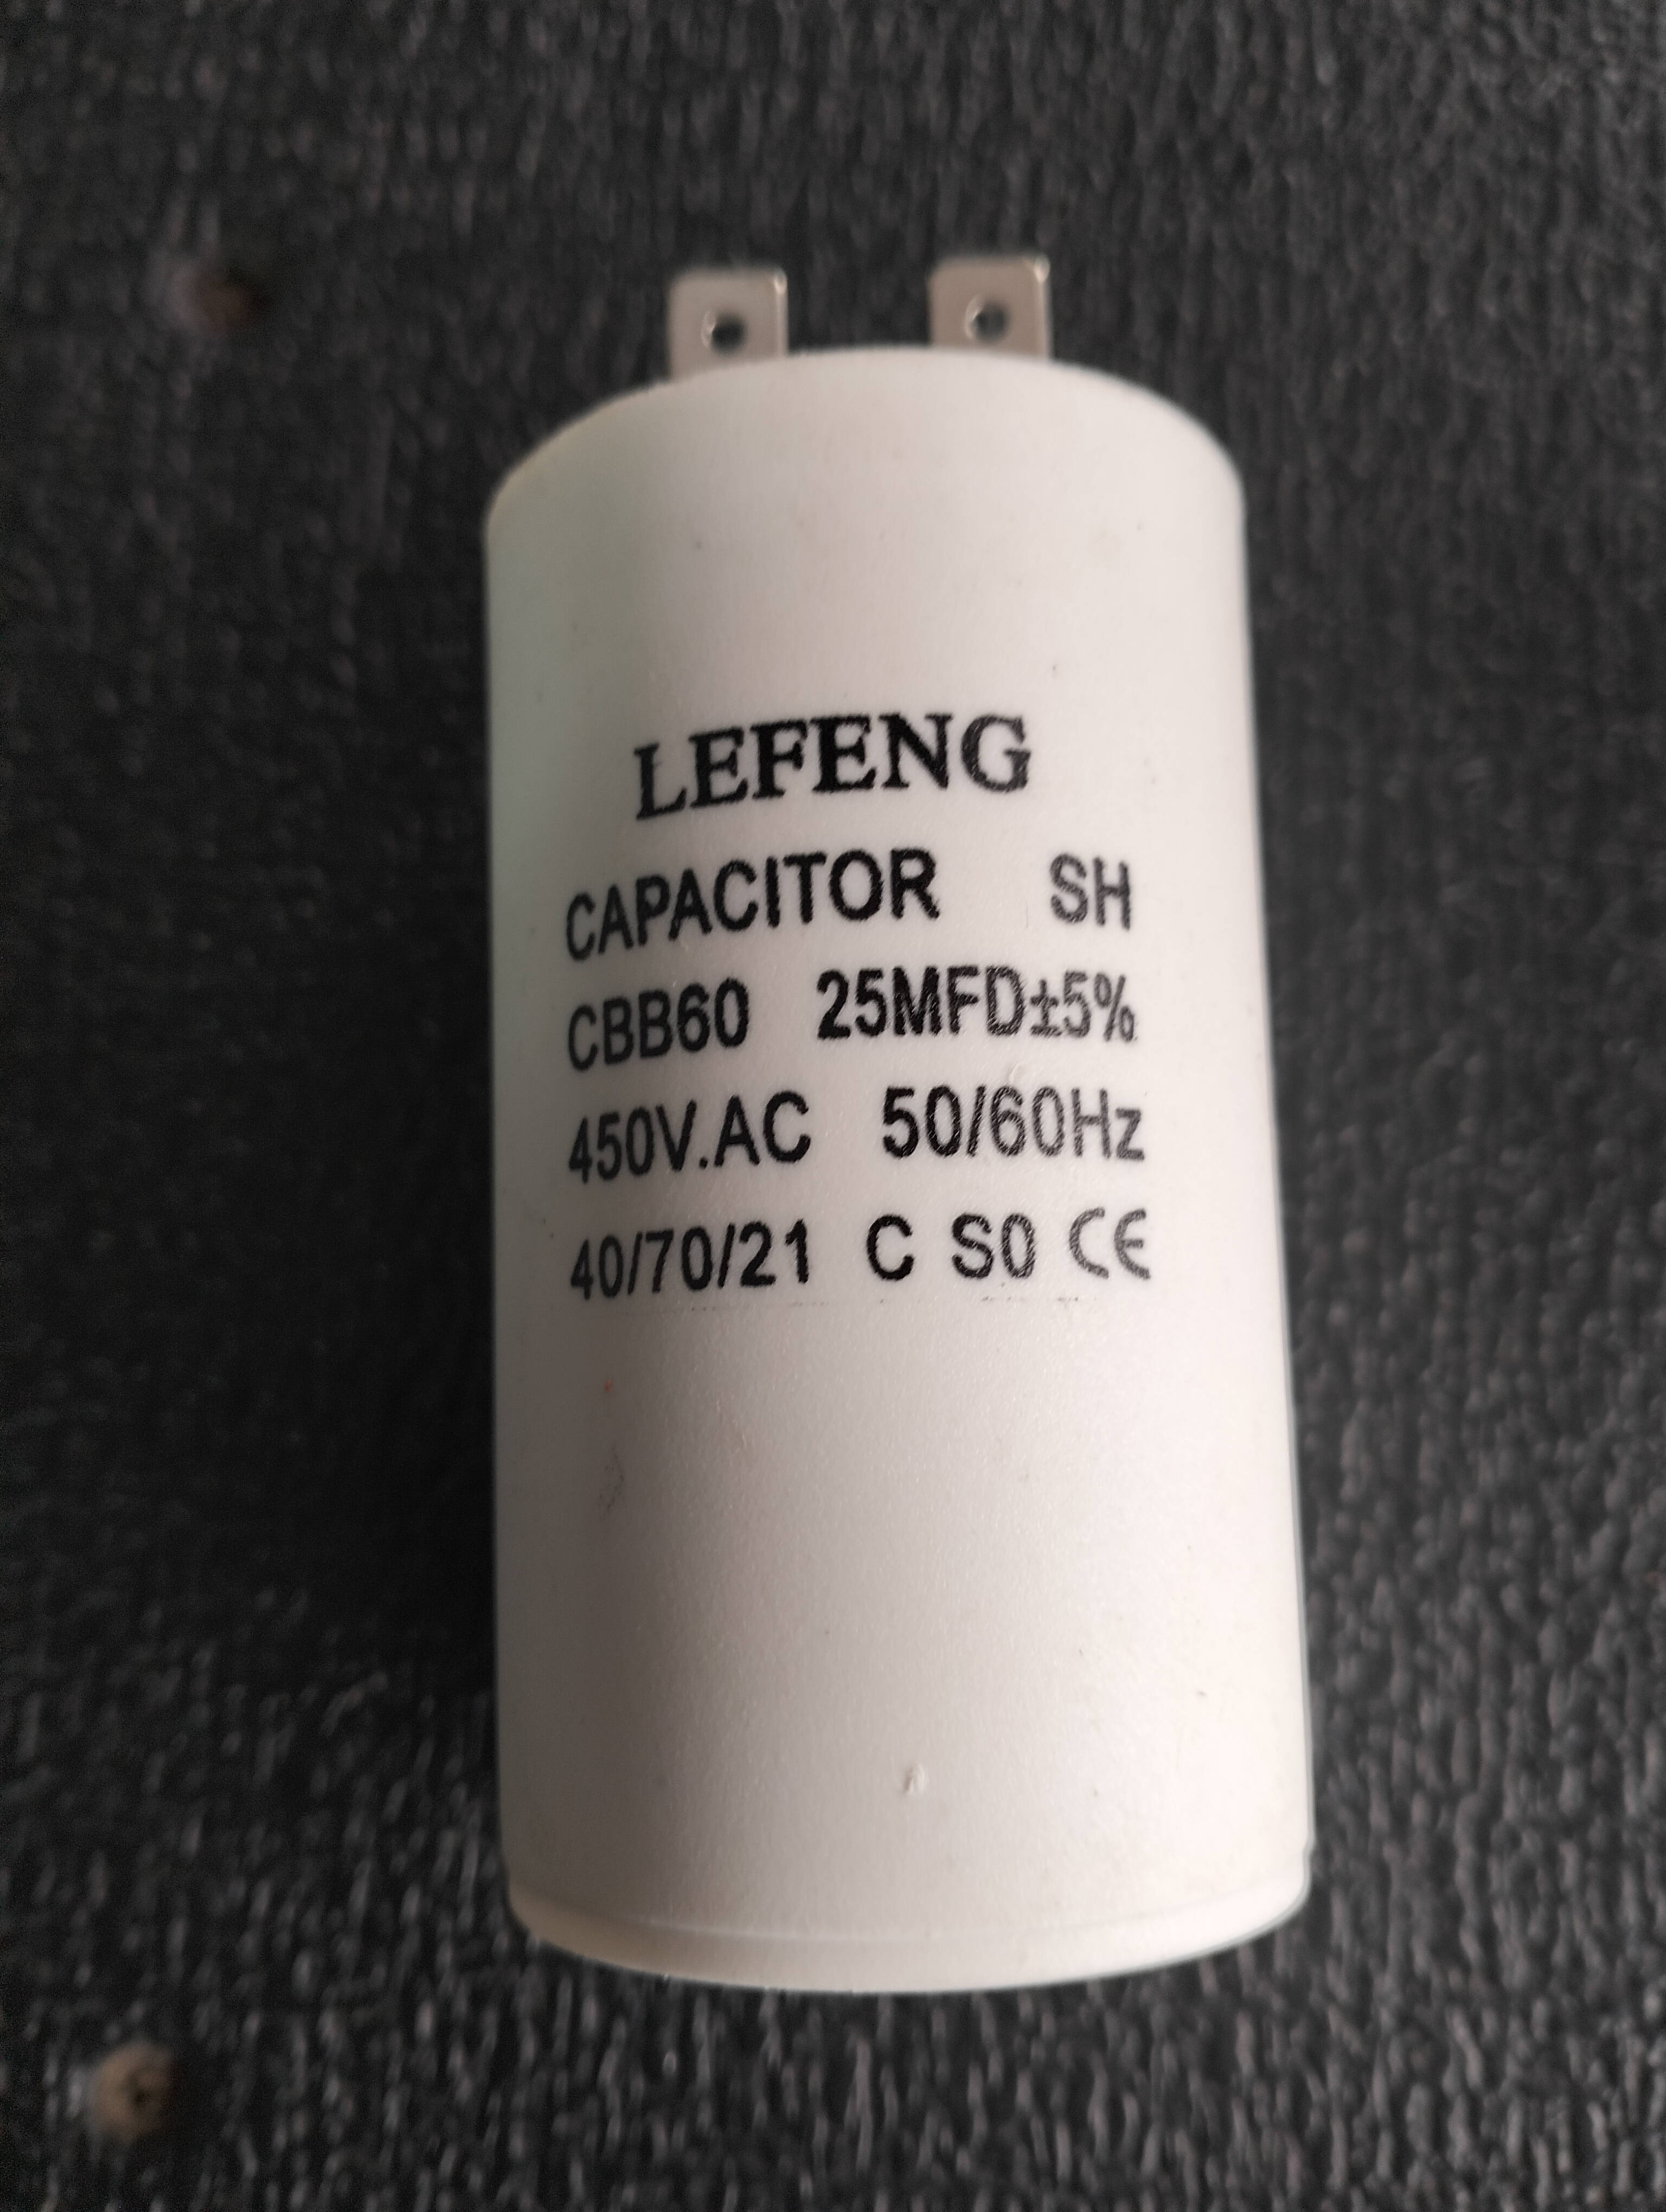 LEFENG
CAPACITOR SH
CBB60 25MFD±5%
450V.AC 50/60Hz
40/70/21 C S0 CE